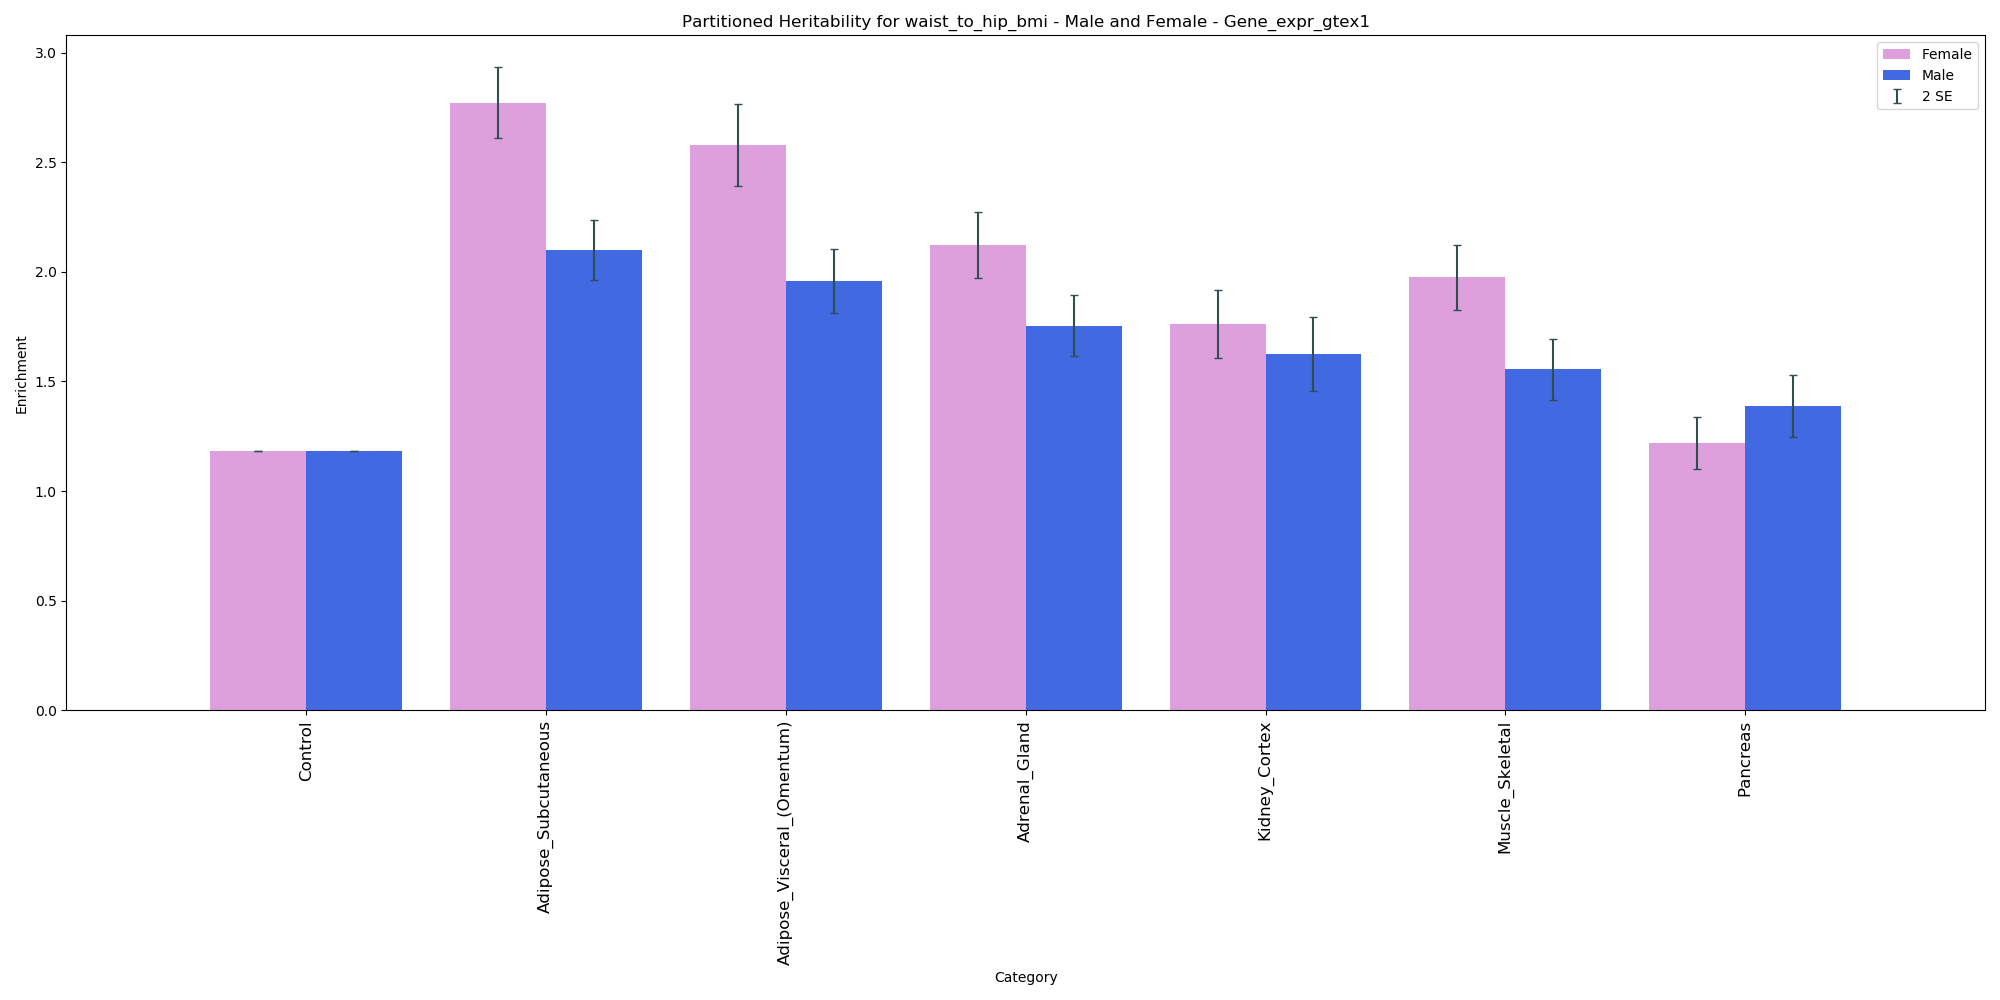 Partitioned Heritability for waist_to_hip_bmi - Male and Female - Gene_expr_gtex1
Female
Male
2 SE
Enrichment
3.0
2.5
2.0
1.5
1.0
0.5
0.0
Control
Adipose_Subcutaneous
Adipose_Visceral_(Omentum)
Adrenal_Gland
Kidney_Cortex
Muscle_Skeletal
Pancreas
Category